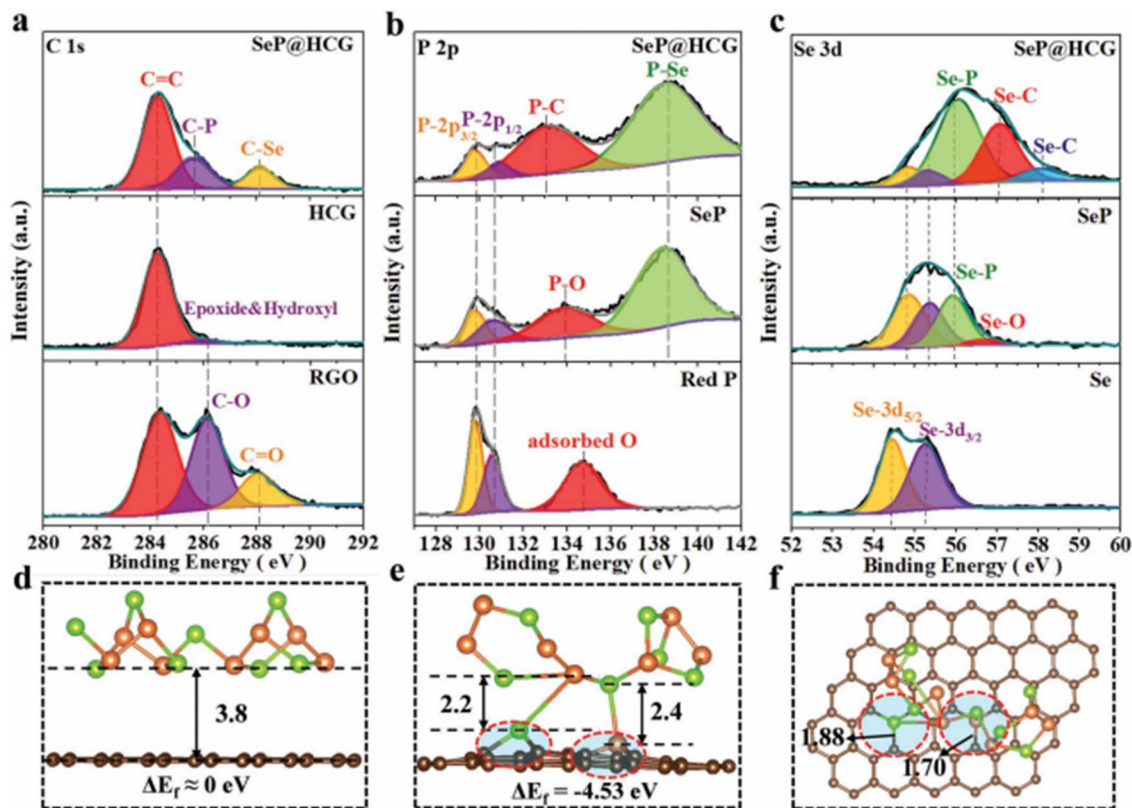 a
C 1s
SeP@HCG
C=C
C-P
C-Se
HCG
Epoxide&Hydroxyl
RGO
C-O
C=O
Intensity (a.u.)
280 282 284 286 288 290 292
Binding Energy ( eV )
b
P 2p
SeP@HCG
P-Se
P-C
P-2p3/2
P-2p1/2
SeP
P-O
Red P
adsorbed O
Intensity (a.u.)
128 130 132 134 136 138 140 142
Binding Energy ( eV )
c
Se 3d
SeP@HCG
Se-P
Se-C
Se-C
SeP
Se-P
Se-O
Se
Se-3d5/2
Se-3d3/2
Intensity (a.u.)
52 53 54 55 56 57 58 59 60
Binding Energy ( eV )
d
3.8
ΔEf ≈ 0 eV
e
2.2
2.4
ΔEf = -4.53 eV
f
1.88
1.70